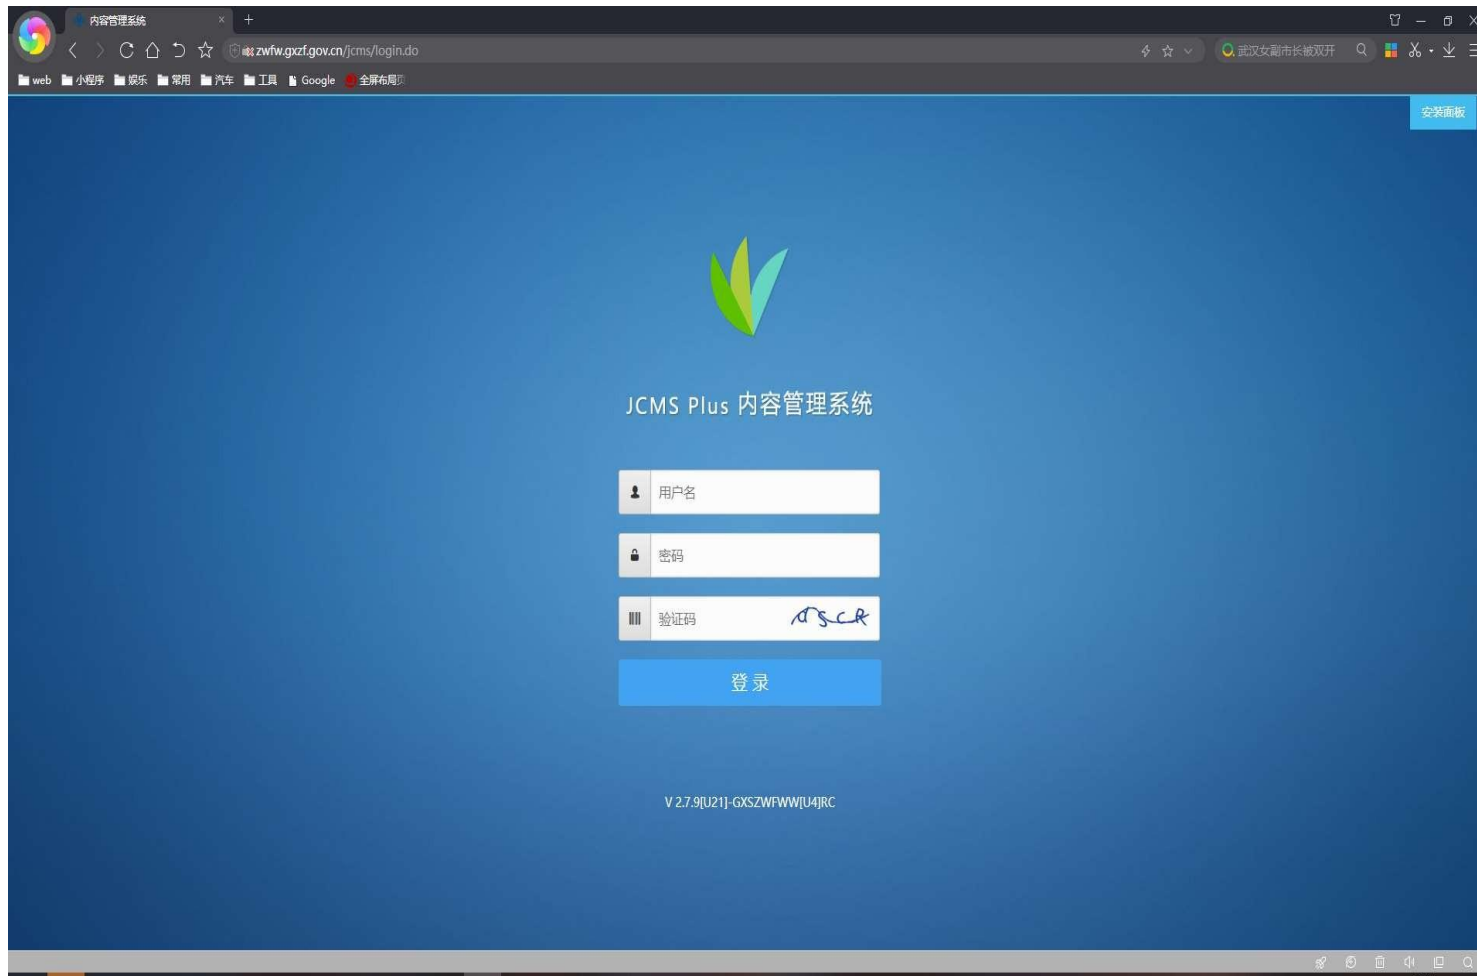 内容管理系统
zwfw.gxzf.gov.cn/jcms/login.do
武汉女副市长被双开
web 小程序 娱乐 常用 汽车 工具 Google 全屏布局
安装面板
JCMS Plus 内容管理系统
用户名
密码
验证码
登录
V 2.7.9[U21]-GXSZWFWW[U4]RC